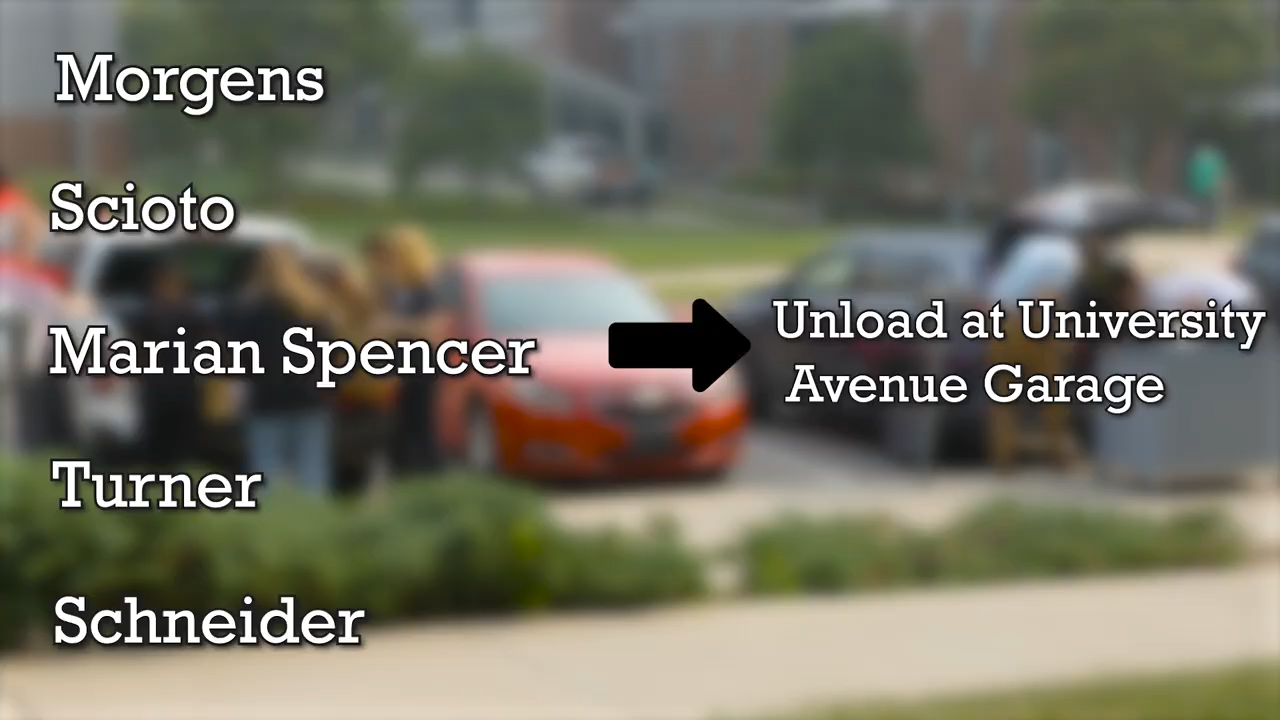 Morgens
Scioto
Marian Spencer
Turner
Schneider
Unload at University
Avenue Garage